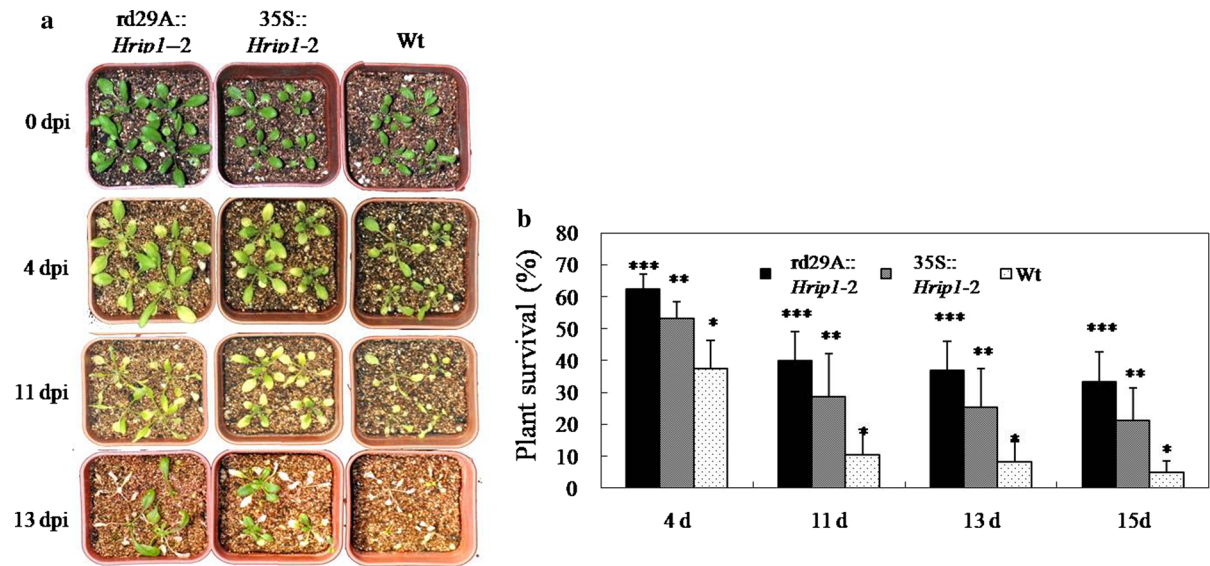 a
rd29A::
Hrip1–2
35S::
Hrip1-2
Wt
0 dpi
4 dpi
11 dpi
13 dpi
b
Plant survival (%)
80
70
60
50
40
30
20
10
0
rd29A::
Hrip1-2
35S::
Hrip1-2
Wt
*** ** *
*** ** *
*** ** *
*** ** *
4 d 11 d 13 d 15d